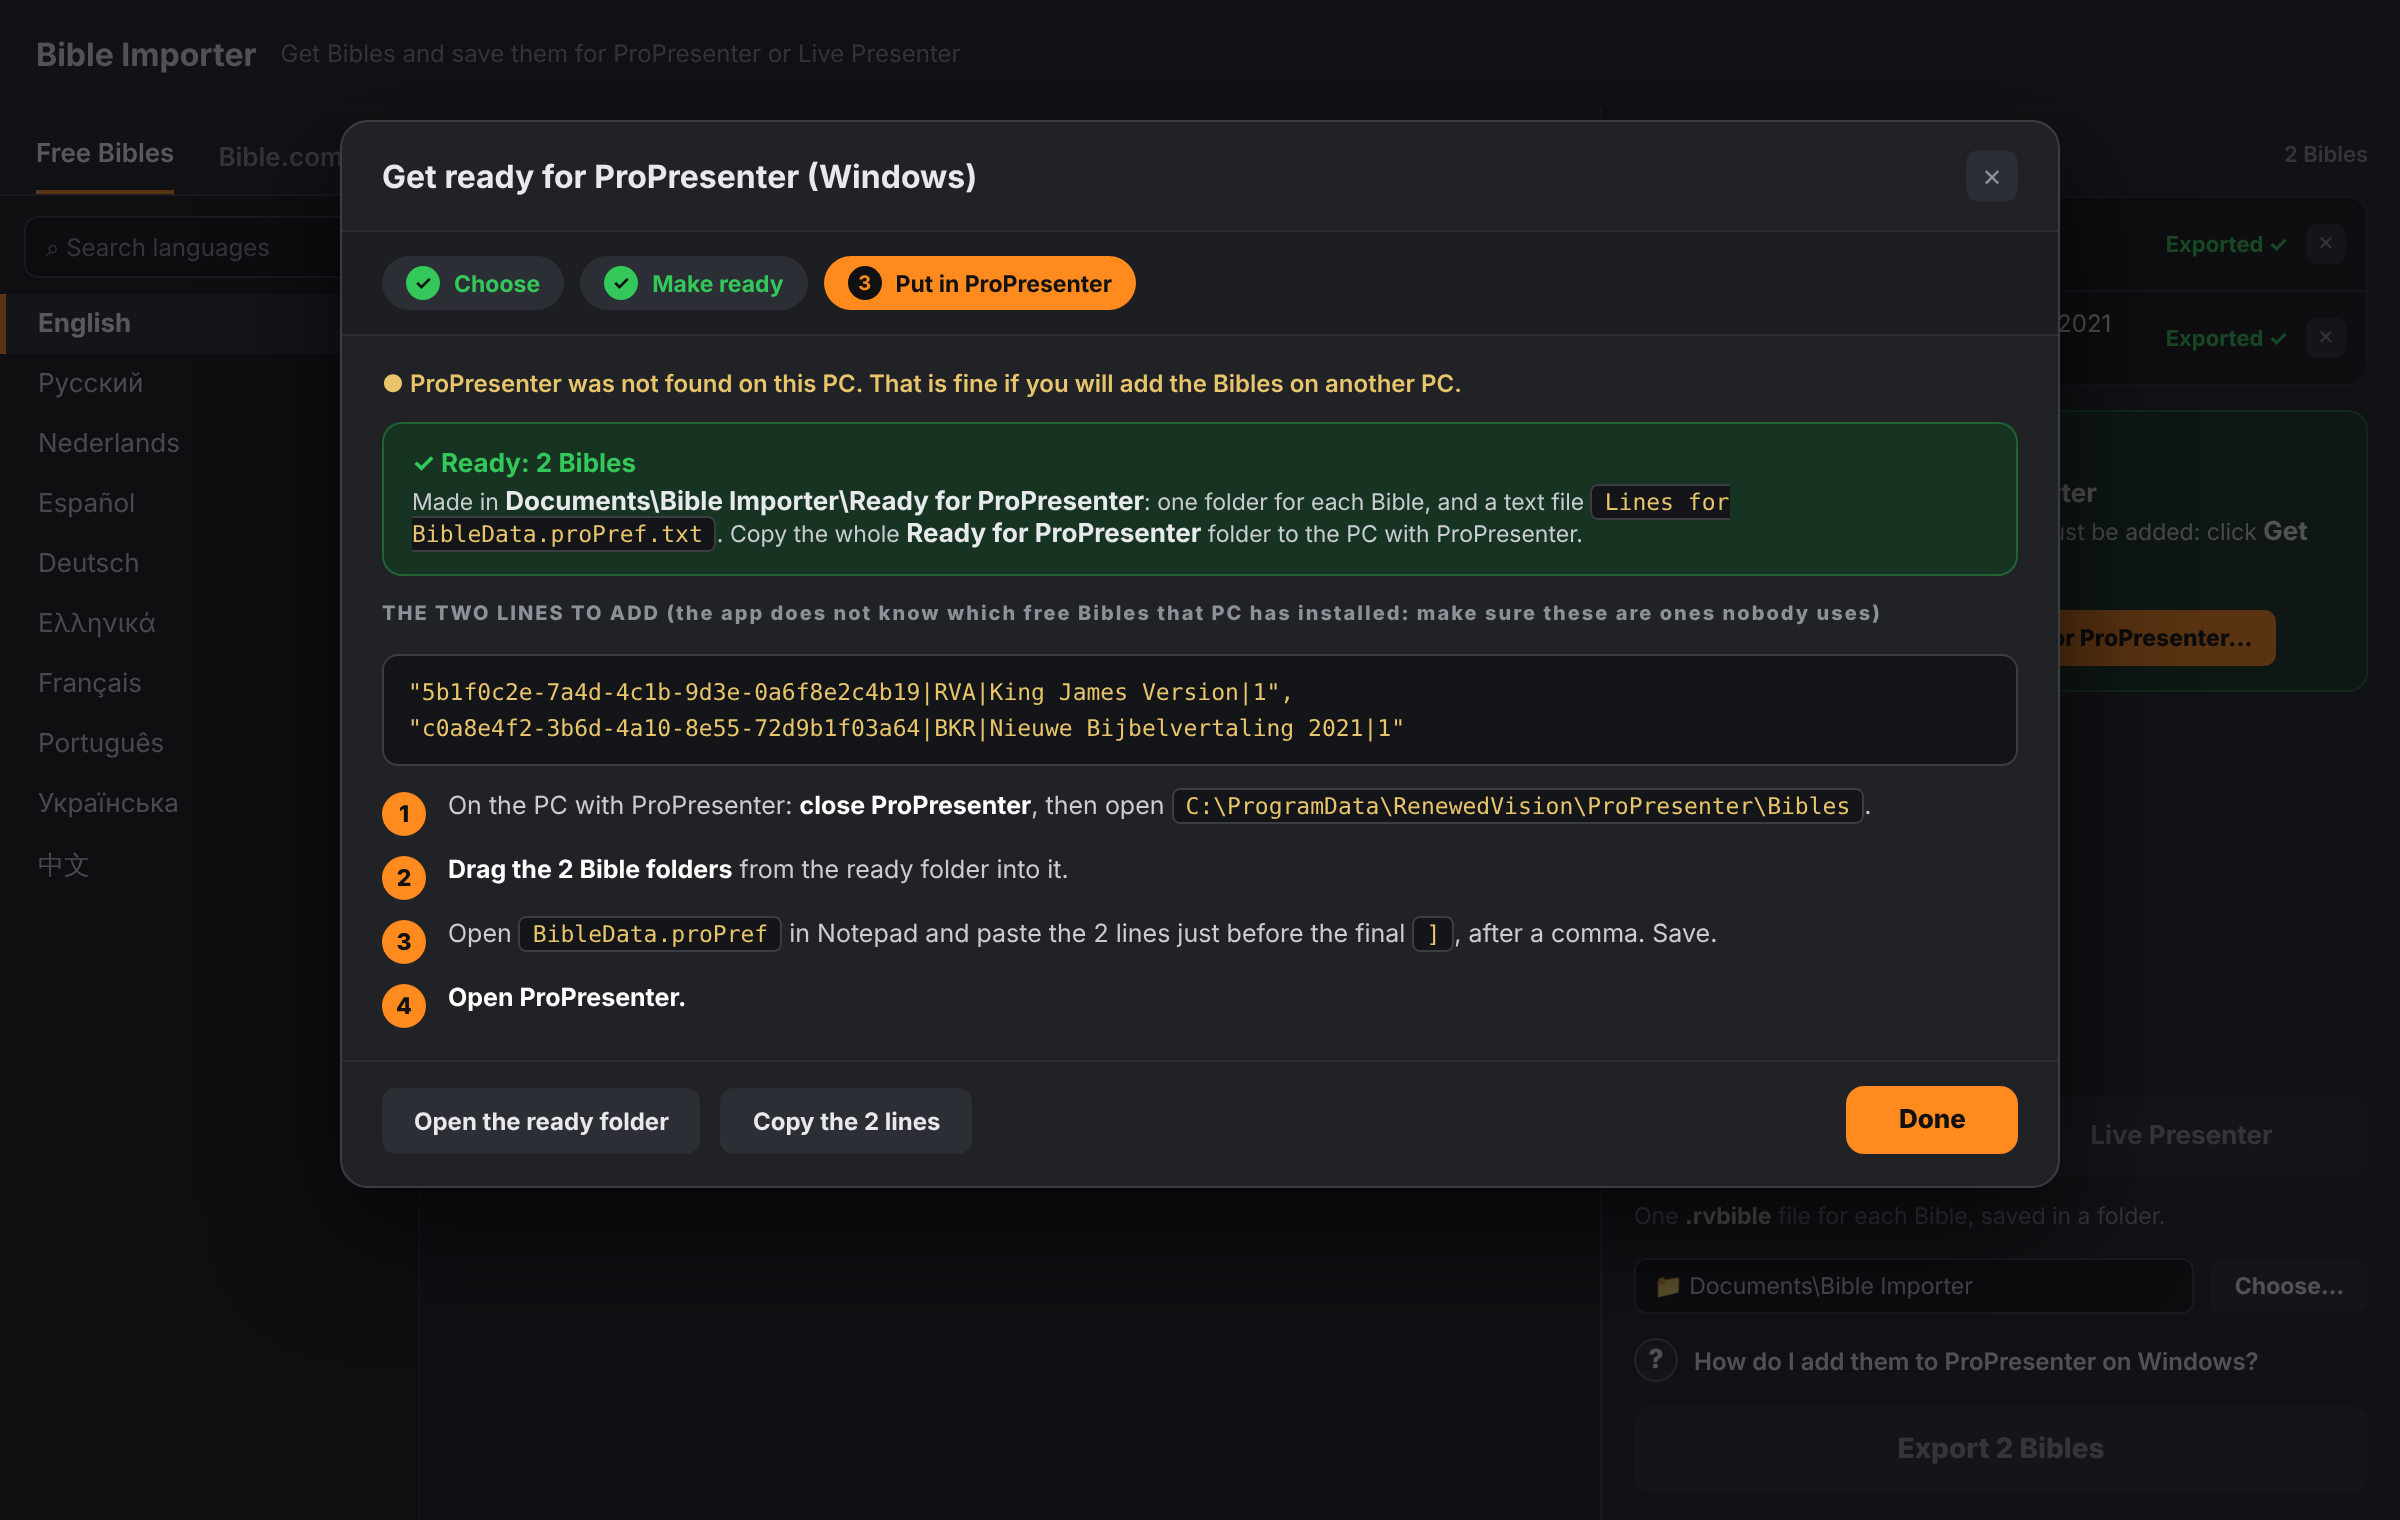 Bible Importer Get Bibles and save them for ProPresenter or Live Presenter
Free Bibles Bible.com
2 Bibles
Search languages
English
Русский
Nederlands
Español
Deutsch
Ελληνικά
Français
Português
Українська
中文
Get ready for ProPresenter (Windows)
Choose
Make ready
3 Put in ProPresenter
ProPresenter was not found on this PC. That is fine if you will add the Bibles on another PC.
✓ Ready: 2 Bibles
Made in Documents\Bible Importer\Ready for ProPresenter: one folder for each Bible, and a text file Lines for
BibleData.proPref.txt. Copy the whole Ready for ProPresenter folder to the PC with ProPresenter.
THE TWO LINES TO ADD (the app does not know which free Bibles that PC has installed: make sure these are ones nobody uses)
"5b1f0c2e-7a4d-4c1b-9d3e-0a6f8e2c4b19|RVA|King James Version|1",
"c0a8e4f2-3b6d-4a10-8e55-72d9b1f03a64|BKR|Nieuwe Bijbelvertaling 2021|1"
1 On the PC with ProPresenter: close ProPresenter, then open C:\ProgramData\RenewedVision\ProPresenter\Bibles.
2 Drag the 2 Bible folders from the ready folder into it.
3 Open BibleData.proPref in Notepad and paste the 2 lines just before the final ], after a comma. Save.
4 Open ProPresenter.
Open the ready folder
Copy the 2 lines
Done
Exported ✓
2021
Exported ✓
be added: click Get
ProPresenter...
Live Presenter
One .rvbible file for each Bible, saved in a folder.
Documents\Bible Importer
Choose...
? How do I add them to ProPresenter on Windows?
Export 2 Bibles